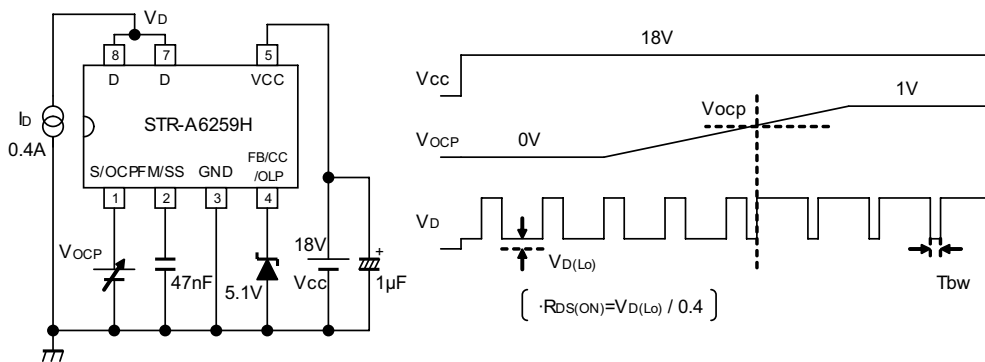 VD
8
7
5
D
D
VCC
ID
0.4A
STR-A6259H
S/OCP
FM/SS
GND
FB/CC
/OLP
1
2
3
4
VOCP
47nF
5.1V
18V
Vcc
+
1µF
18V
Vcc
Vocp
1V
VOCP
0V
VD
VD(Lo)
Tbw
·RDS(ON)=VD(Lo) / 0.4